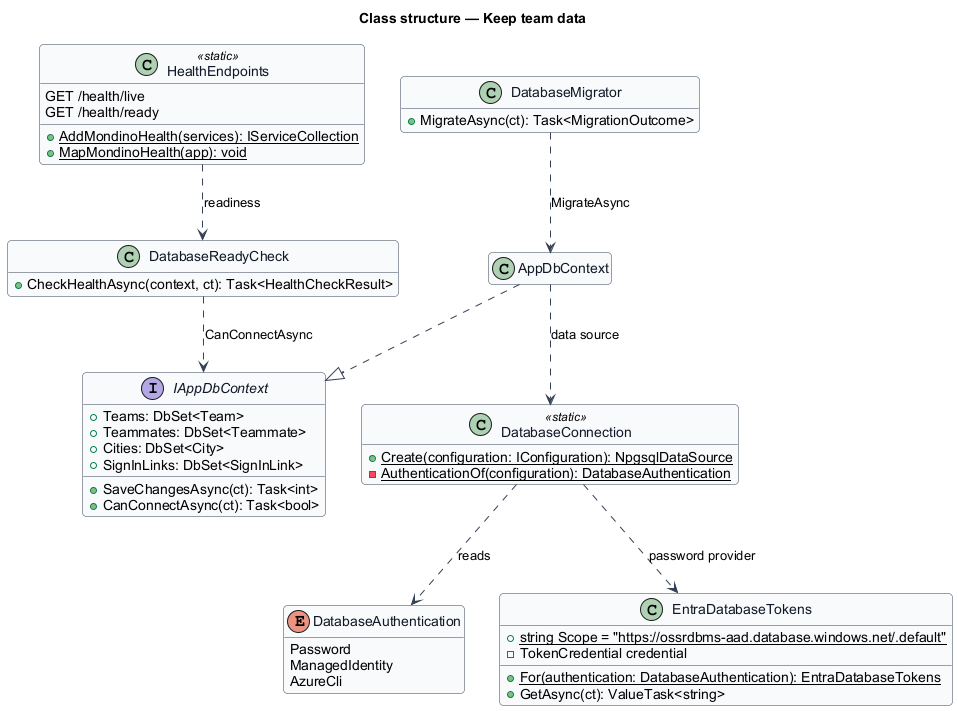 Class structure — Keep team data
«static»
HealthEndpoints
GET /health/live
GET /health/ready
AddMondinoHealth(services): IServiceCollection
MapMondinoHealth(app): void
C
DatabaseMigrator
MigrateAsync(ct): Task<MigrationOutcome>
readiness
MigrateAsync
C
DatabaseReadyCheck
CheckHealthAsync(context, ct): Task<HealthCheckResult>
C
AppDbContext
CanConnectAsync
data source
I
IAppDbContext
Teams: DbSet<Team>
Teammates: DbSet<Teammate>
Cities: DbSet<City>
SignInLinks: DbSet<SignInLink>
SaveChangesAsync(ct): Task<int>
CanConnectAsync(ct): Task<bool>
C
«static»
DatabaseConnection
Create(configuration: IConfiguration): NpgsqlDataSource
AuthenticationOf(configuration): DatabaseAuthentication
reads
password provider
E
DatabaseAuthentication
Password
ManagedIdentity
AzureCli
C
EntraDatabaseTokens
string Scope = "https://ossrdbms-aad.database.windows.net/.default"
TokenCredential credential
For(authentication: DatabaseAuthentication): EntraDatabaseTokens
GetAsync(ct): ValueTask<string>